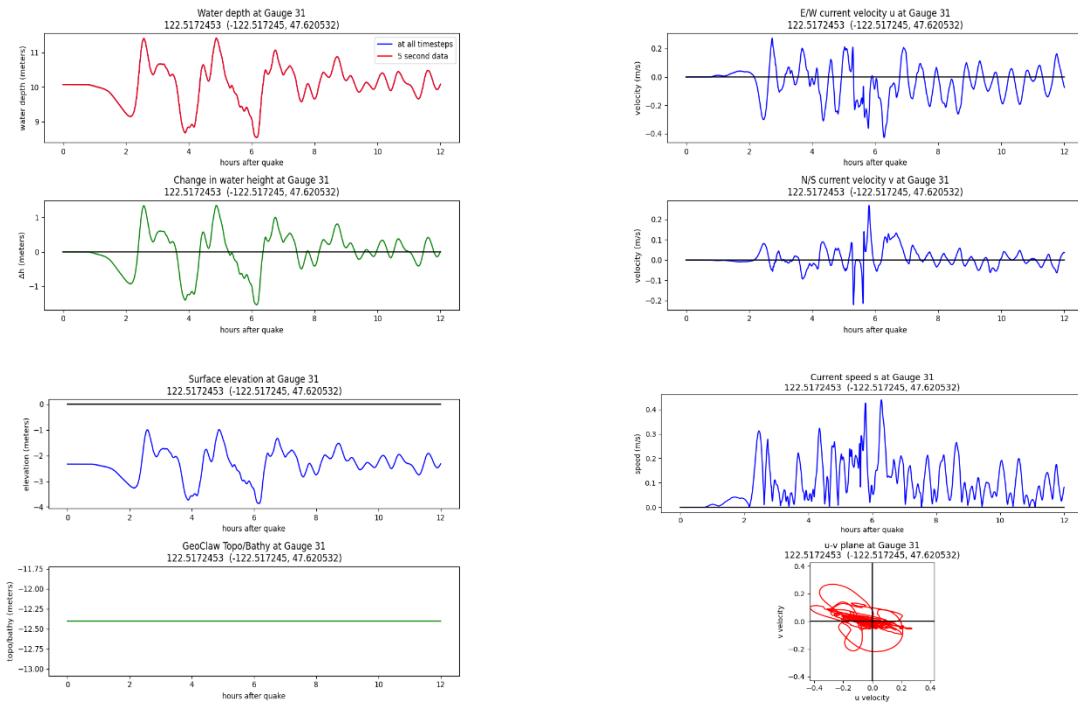 Water depth at Gauge 31
122.5172453 (-122.517245, 47.620532)
water depth (meters)
11
10
9
at all timesteps
5 second data
0 2 4 6 8 10 12
hours after quake
Change in water height at Gauge 31
122.5172453 (-122.517245, 47.620532)
Δh (meters)
1
0
−1
0 2 4 6 8 10 12
hours after quake
Surface elevation at Gauge 31
122.5172453 (-122.517245, 47.620532)
elevation (meters)
0
−1
−2
−3
−4
0 2 4 6 8 10 12
hours after quake
GeoClaw Topo/Bathy at Gauge 31
122.5172453 (-122.517245, 47.620532)
topo/bathy (meters)
−11.75
−12.00
−12.25
−12.50
−12.75
−13.00
0 2 4 6 8 10 12
hours after quake
E/W current velocity u at Gauge 31
122.5172453 (-122.517245, 47.620532)
velocity (m/s)
0.2
0.0
−0.2
−0.4
0 2 4 6 8 10 12
hours after quake
N/S current velocity v at Gauge 31
122.5172453 (-122.517245, 47.620532)
velocity (m/s)
0.2
0.1
0.0
−0.1
−0.2
0 2 4 6 8 10 12
hours after quake
Current speed s at Gauge 31
122.5172453 (-122.517245, 47.620532)
speed (m/s)
0.4
0.3
0.2
0.1
0.0
0 2 4 6 8 10 12
hours after quake
u-v plane at Gauge 31
122.5172453 (-122.517245, 47.620532)
v velocity
0.4
0.2
0.0
−0.2
−0.4
−0.4 −0.2 0.0 0.2 0.4
u velocity